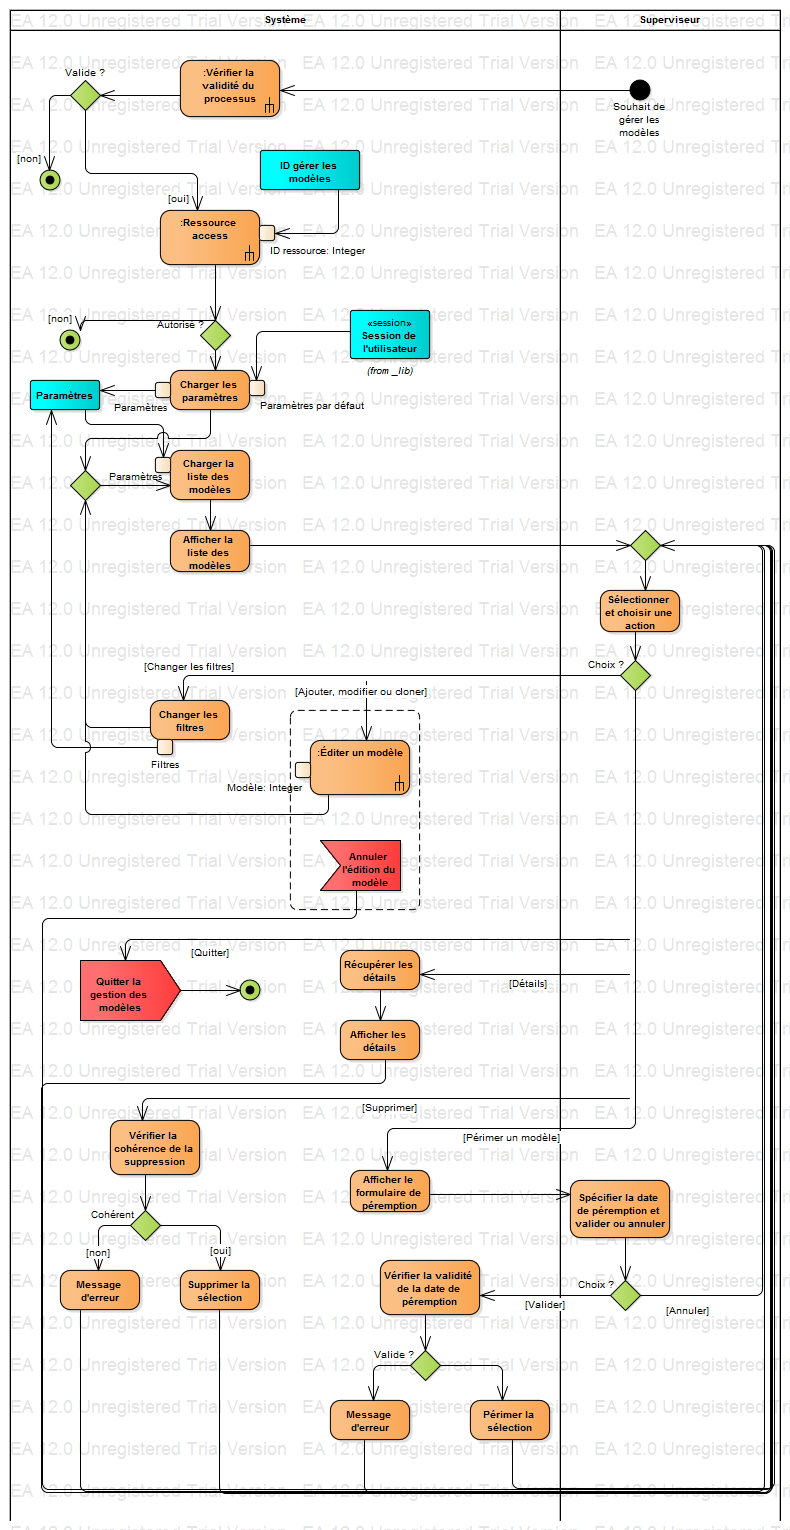 Système
Superviseur
EA 12.0 Unregistered Trial Version
Valide ?
:Vérifier la
validité du
processus
Souhait de
gérer les
modèles
[non]
ID gérer les
modèles
[oui]
:Ressource
access
ID ressource: Integer
[non]
Autorisé ?
«session»
Session de
l'utilisateur
(from _lib)
Charger les
paramètres
Paramètres
Paramètres
Paramètres par défaut
Charger la
liste des
modèles
Paramètres
Afficher la
liste des
modèles
Sélectionner
et choisir une
action
Choix ?
[Changer les filtres]
[Ajouter, modifier ou cloner]
Changer les
filtres
Filtres
:Éditer un modèle
Modèle: Integer
Annuler
l'édition du
modèle
[Quitter]
Quitter la
gestion des
modèles
Récupérer les
détails
[Détails]
Afficher les
détails
[Supprimer]
Vérifier la
cohérence de la
suppression
[Périmer un modèle]
Afficher le
formulaire de
péremption
Spécifier la date
de péremption et
valider ou annuler
Cohérent
[non]
[oui]
Message
d'erreur
Supprimer la
sélection
Vérifier la validité
de la date de
péremption
Choix ?
[Valider]
[Annuler]
Valide ?
Message
d'erreur
Périmer la
sélection